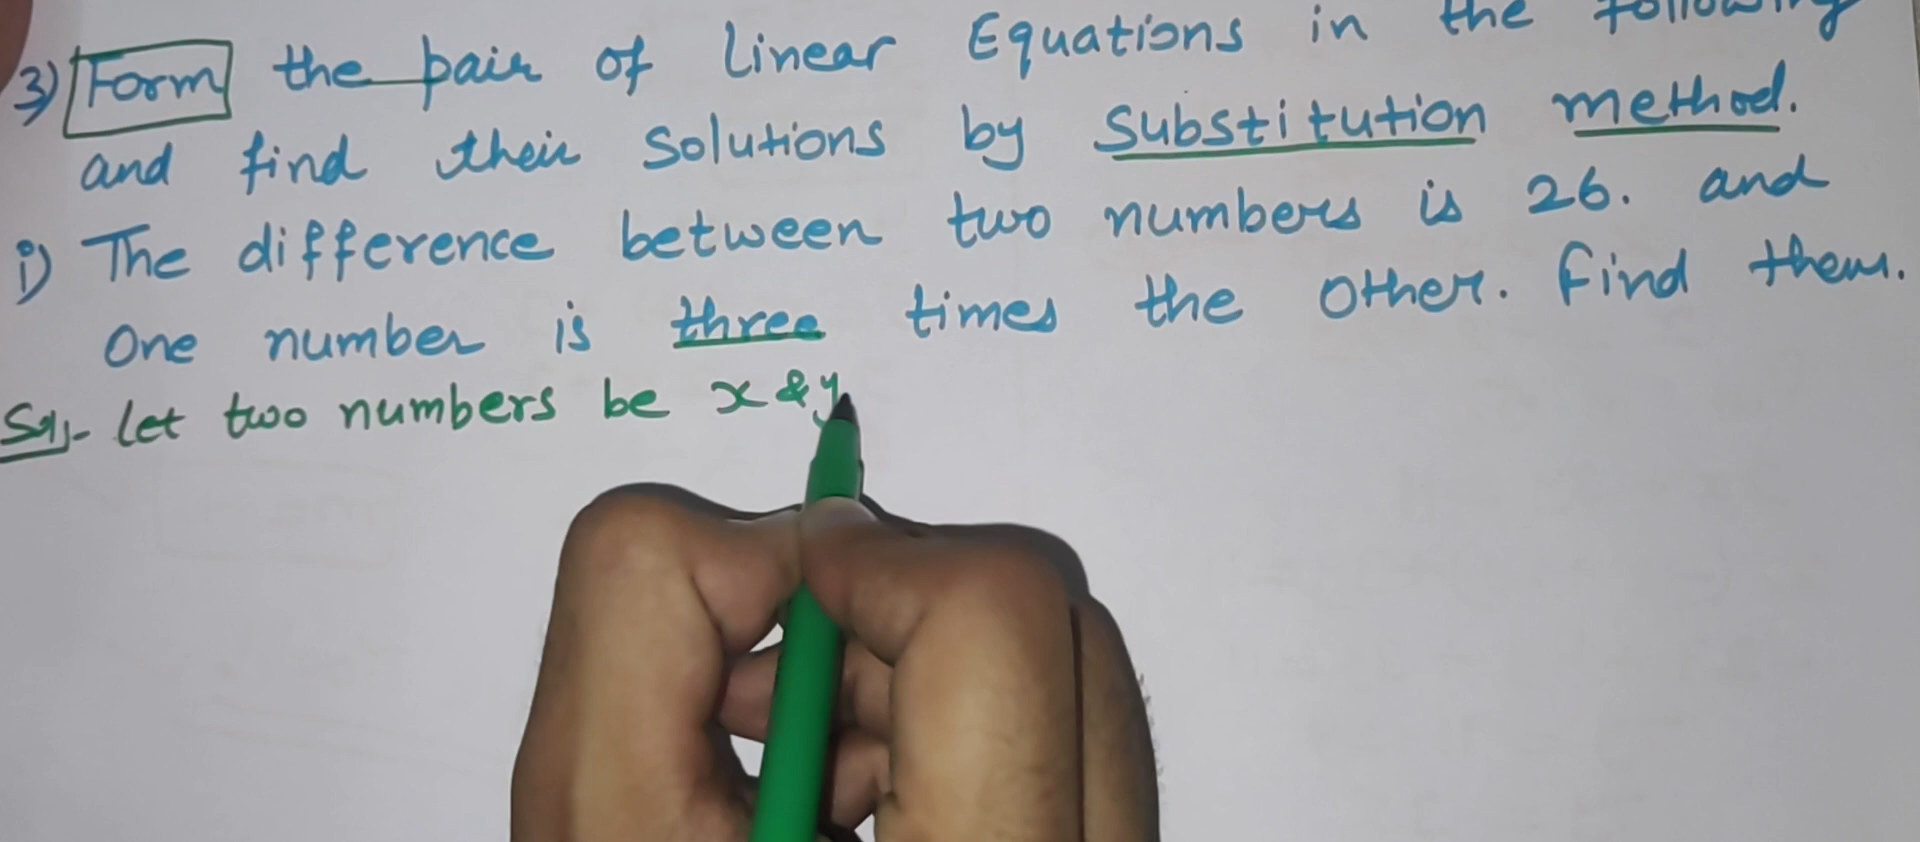 3) Form the pair of Linear Equations in the following
and find their Solutions by Substitution method.
i) The difference between two numbers is 26. and
One number is three times the other. Find them.
Sol:- Let two numbers be x & y